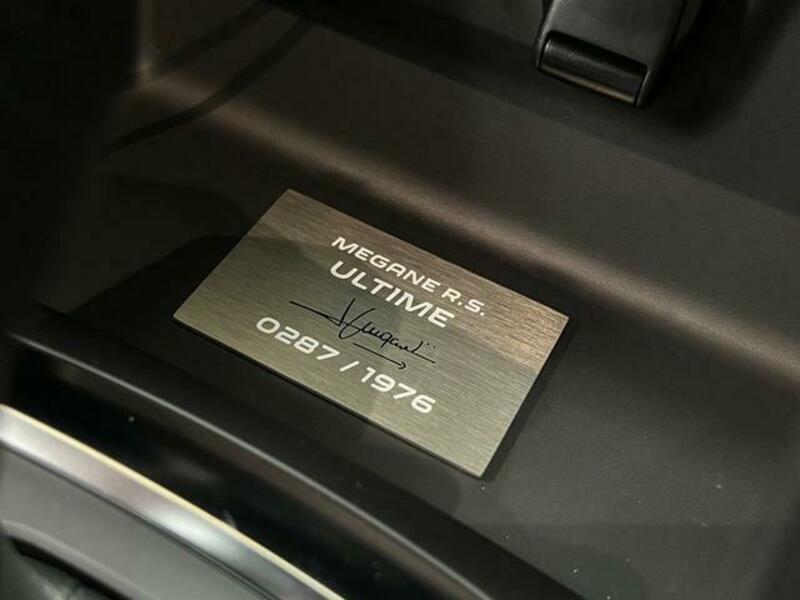 MEGANE R.S.
ULTIME
0287 / 1976